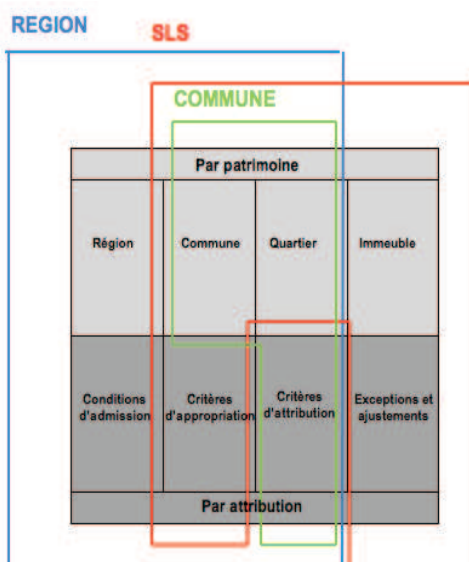 REGION
SLS
COMMUNE
Par patrimoine
Région
Commune
Quartier
Immeuble
Conditions
d'admission
Critères
d'appropriation
Critères
d'attribution
Exceptions et
ajustements
Par attribution